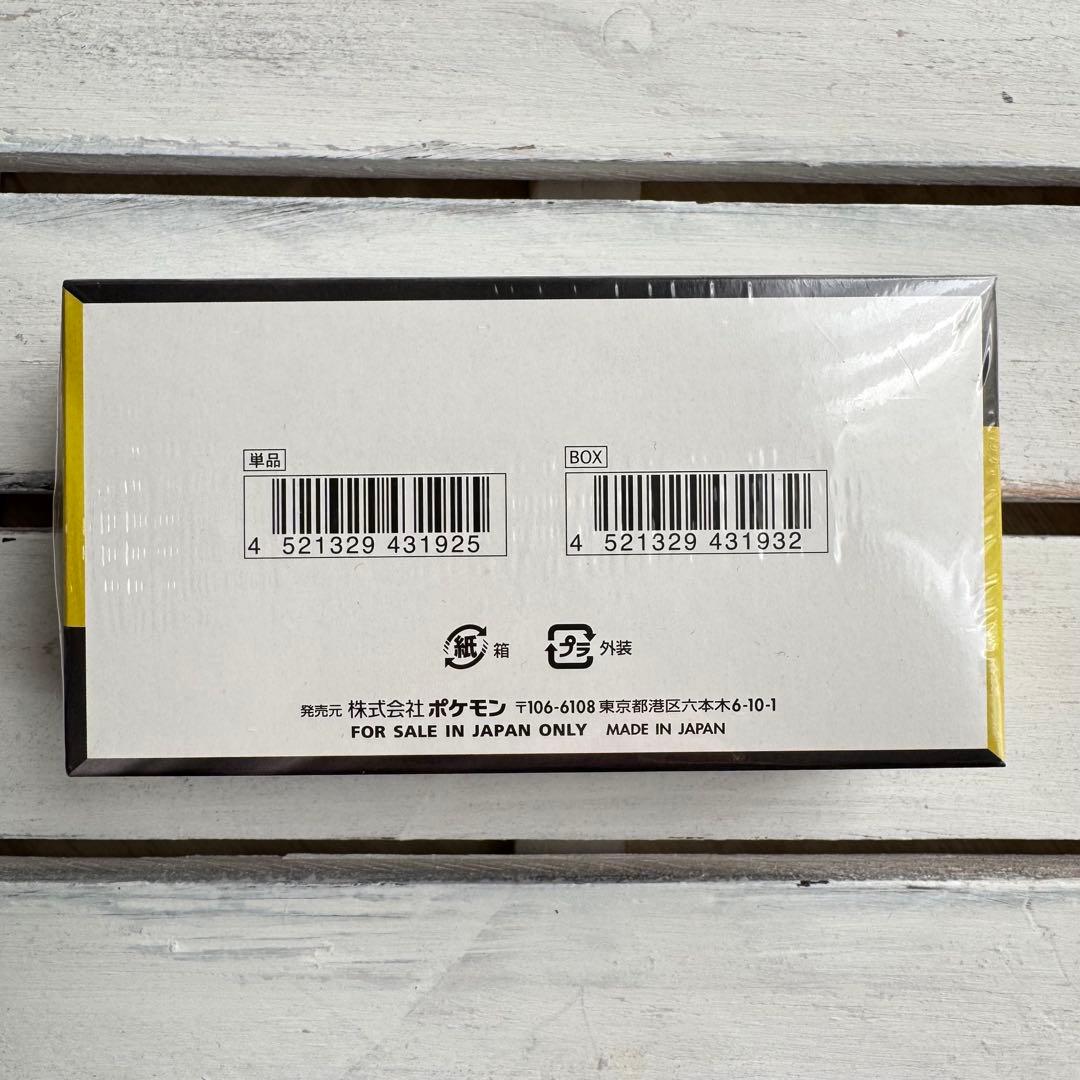 単品
4 521329 431925
BOX
4 521329 431932
紙 箱
プラ 外装
発売元 株式会社ポケモン 〒106-6108 東京都港区六本木6-10-1
FOR SALE IN JAPAN ONLY MADE IN JAPAN